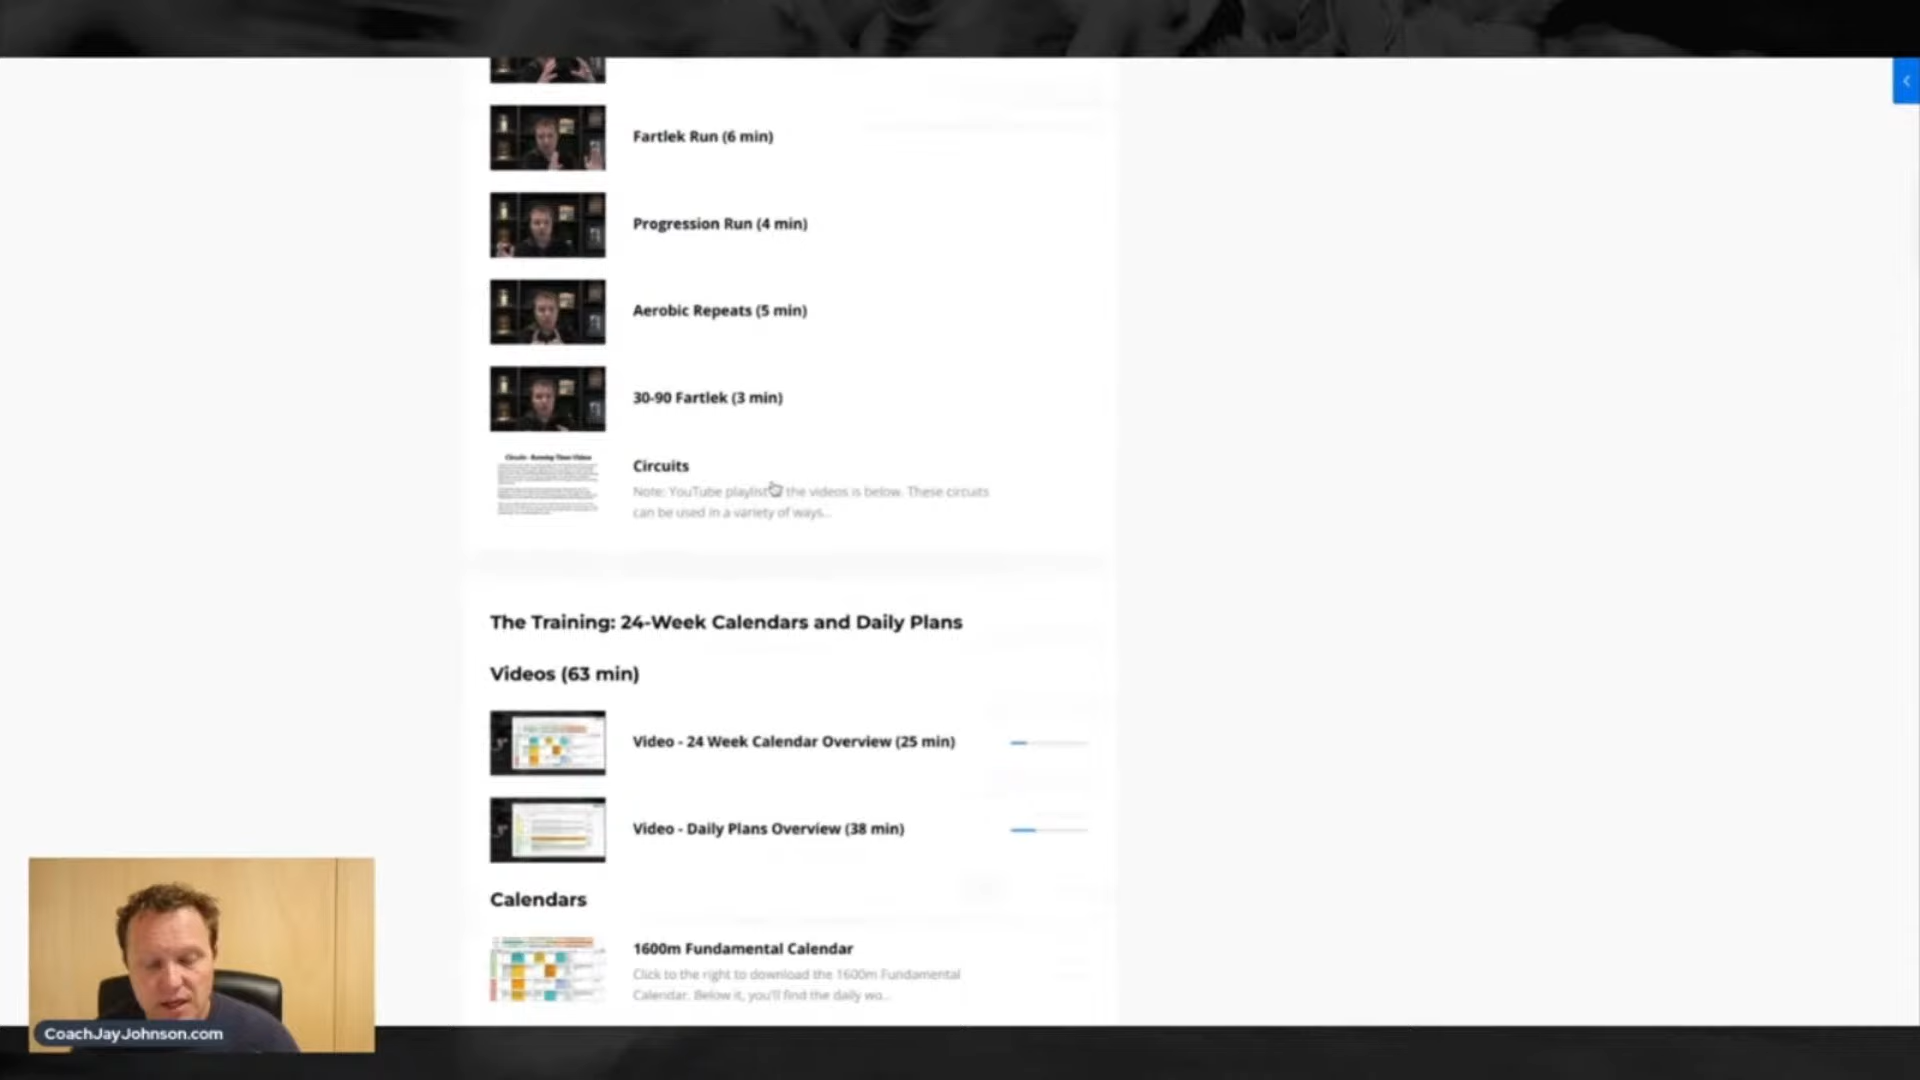 Fartlek Run (6 min)
Progression Run (4 min)
Aerobic Repeats (5 min)
30-90 Fartlek (3 min)
Circuits - Running Times Videos
Circuits
Note: YouTube playlist the videos is below. These circuits
can be used in a variety of ways...
The Training: 24-Week Calendars and Daily Plans
Videos (63 min)
Video - 24 Week Calendar Overview (25 min)
Video - Daily Plans Overview (38 min)
Calendars
1600m Fundamental Calendar
Click to the right to download the 1600m Fundamental
Calendar. Below it, you'll find the daily wo...
CoachJayJohnson.com